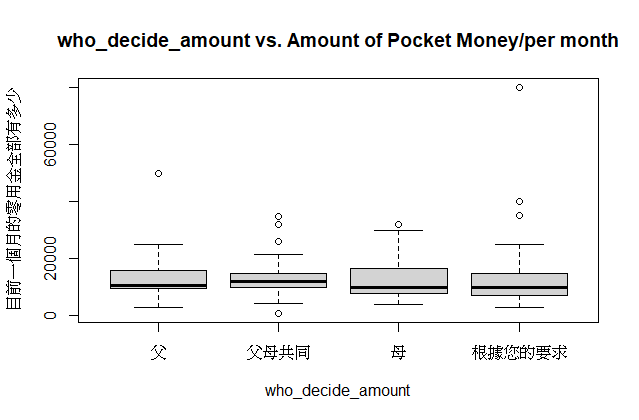 who_decide_amount vs. Amount of Pocket Money/per month
目前一個月的零用金全部有多少
60000
20000
0
父
父母共同
母
根據您的要求
who_decide_amount